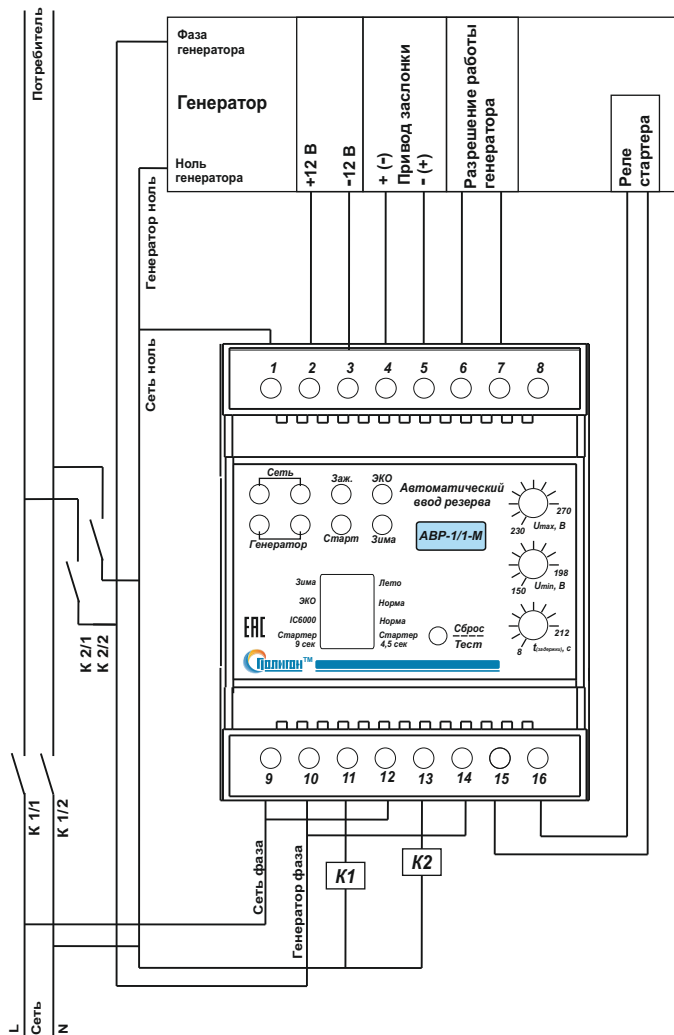 Потребитель
Фаза
генератора
Генератор
Ноль
генератора
+12 В
-12 В
+ (-)
Привод заслонки
- (+)
Разрешение работы
генератора
Реле
стартера
Генератор ноль
Сеть ноль
1 2 3 4 5 6 7 8
Сеть
Заж.
ЭКО
Генератор
Старт
Зима
Автоматический
ввод резерва
АВР-1/1-М
270
230
Umax, В
198
150
Umin, В
212
8
t(задержки), с
Зима
Лето
ЭКО
Норма
IC6000
Норма
Стартер
9 сек
Стартер
4,5 сек
Сброс
Тест
EAC
Полигон™
К 2/1
К 2/2
9 10 11 12 13 14 15 16
К 1/1
К 1/2
Сеть фаза
Генератор фаза
К1
К2
L
Сеть
N